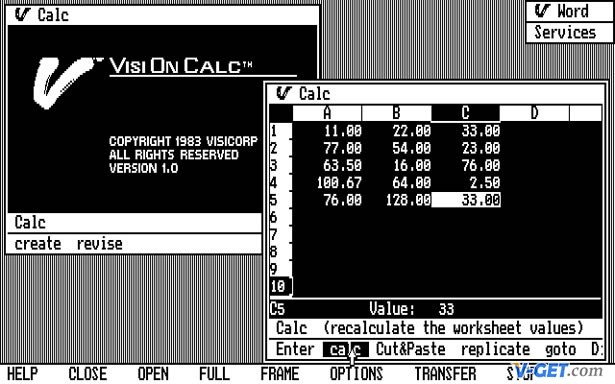 Calc
VISI ON CALC™
COPYRIGHT 1983 VISICORP
ALL RIGHTS RESERVED
VERSION 1.0
Calc
create revise
Word
Services
Calc
A B C D
1 11.00 22.00 33.00
2 77.00 54.00 23.00
3 63.50 16.00 76.00
4 100.67 64.00 2.50
5 76.00 128.00 33.00
6
7
8
9
10
C5 Value: 33
Calc (recalculate the worksheet values)
Enter calc Cut&Paste replicate goto D:
HELP CLOSE OPEN FULL FRAME OPTIONS TRANSFER
V-GET.com